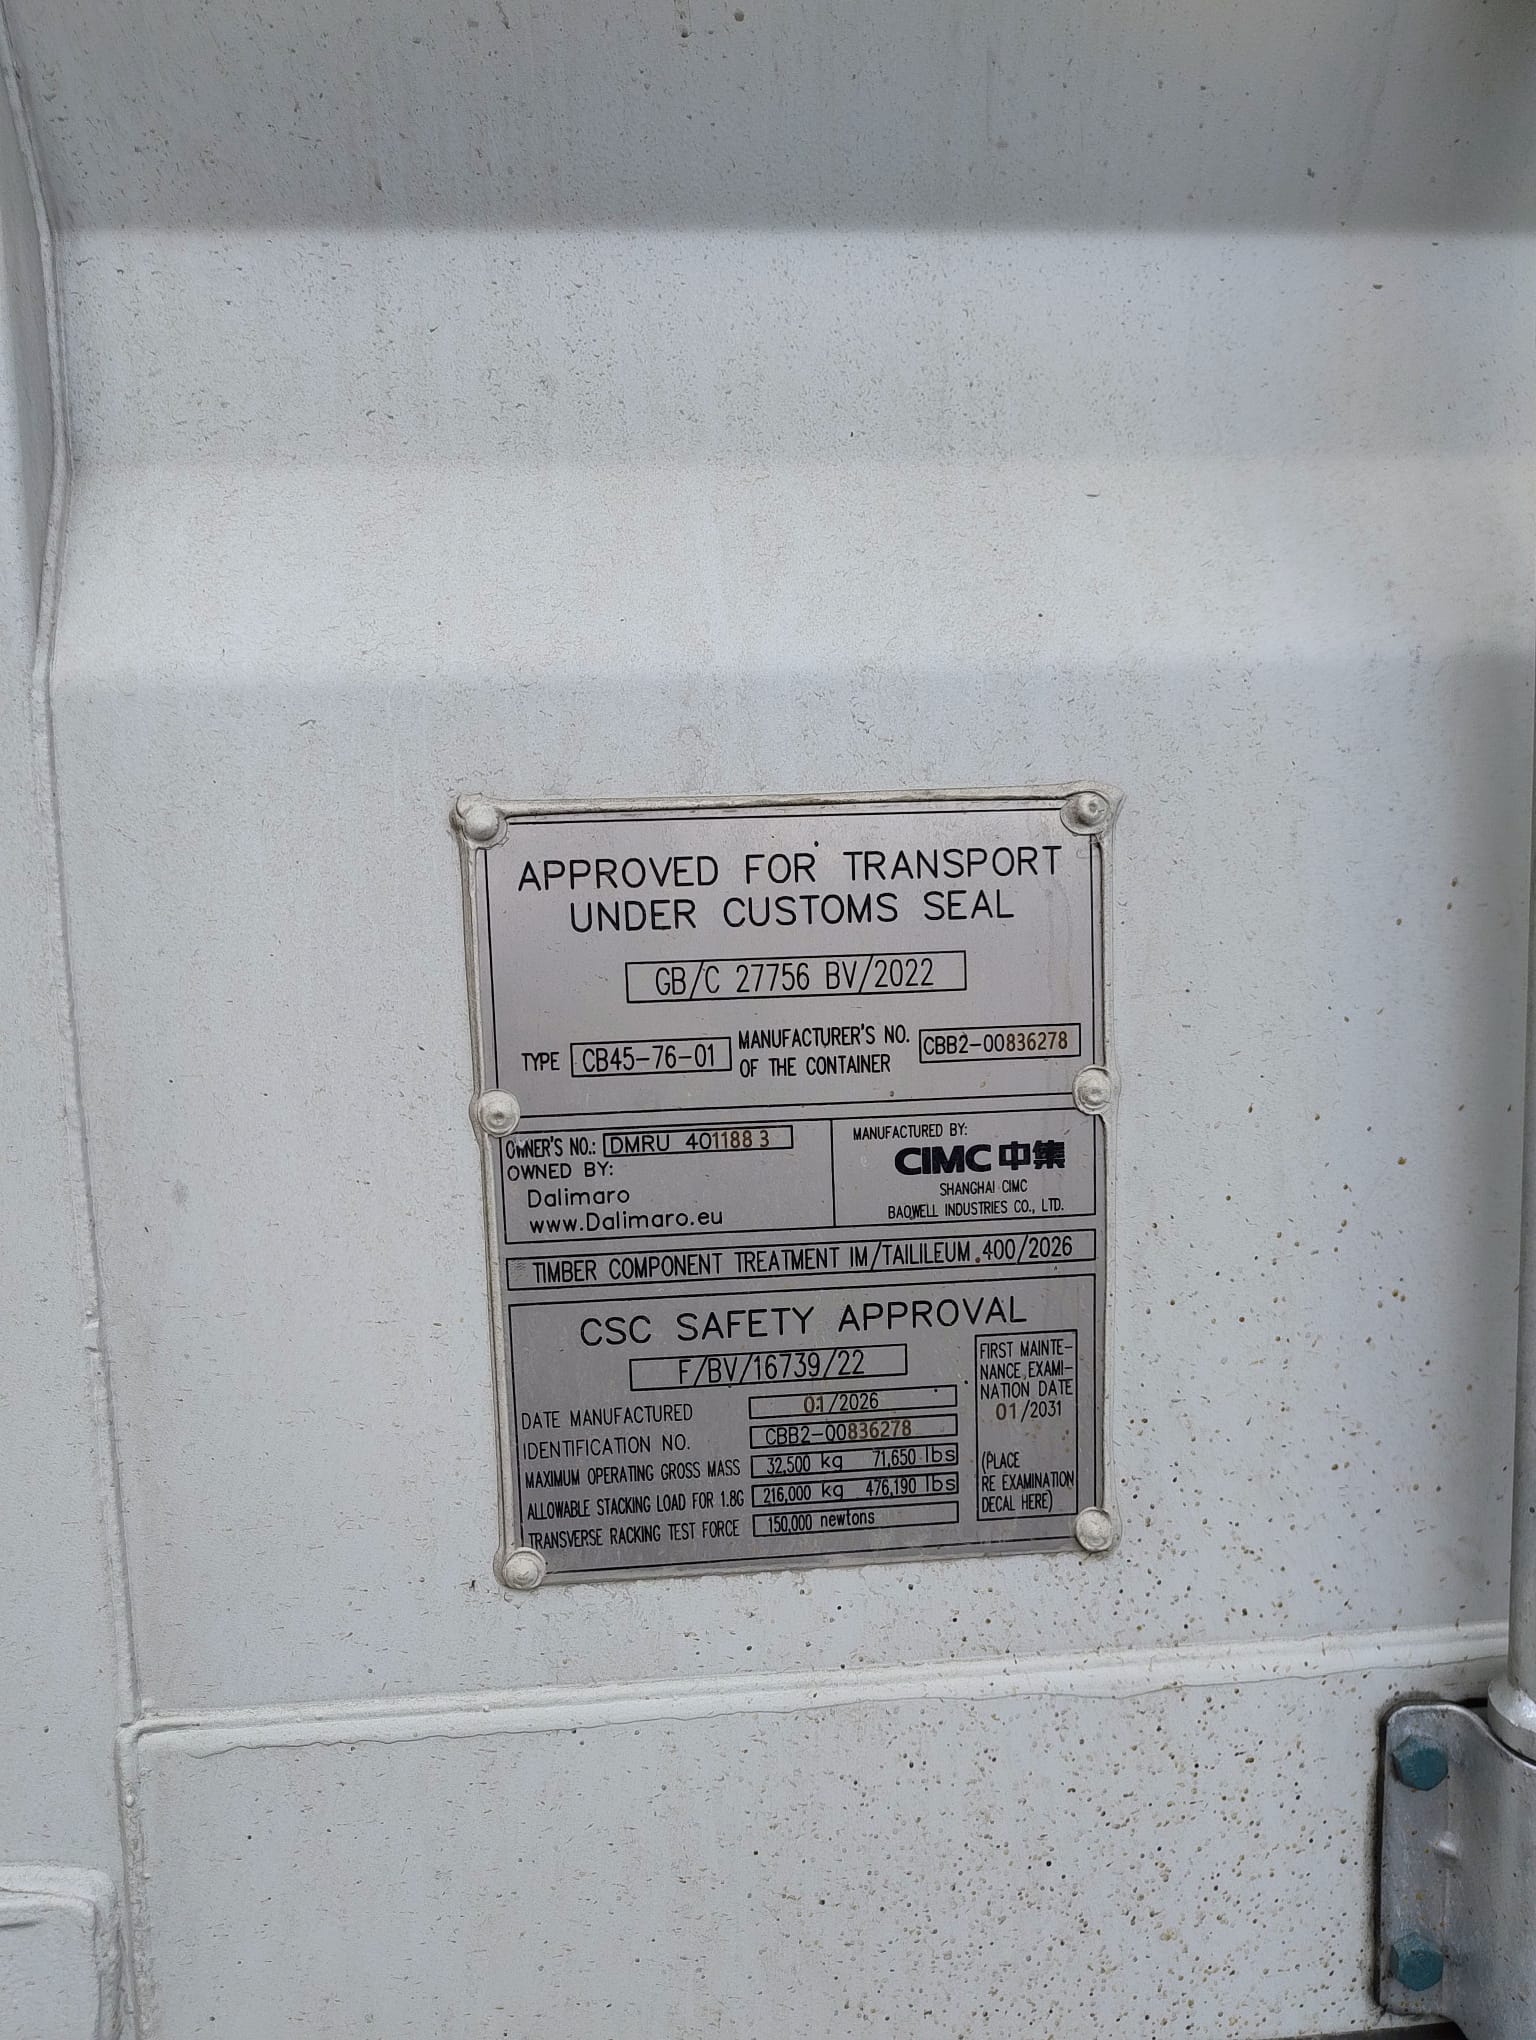 APPROVED FOR TRANSPORT
UNDER CUSTOMS SEAL
GB/C 27756 BV/2022
TYPE CB45-76-01 MANUFACTURER'S NO. OF THE CONTAINER CBB2-00836278
OWNER'S NO.: DMRU 401188 3
OWNED BY:
Dalimaro
www.Dalimaro.eu
MANUFACTURED BY:
CIMC 中集
SHANGHAI CIMC
BAOWELL INDUSTRIES CO., LTD.
TIMBER COMPONENT TREATMENT IM/TAILILEUM.400/2026
CSC SAFETY APPROVAL
F/BV/16739/22
DATE MANUFACTURED 01/2026
IDENTIFICATION NO. CBB2-00836278
MAXIMUM OPERATING GROSS MASS 32,500 kg 71,650 lbs
ALLOWABLE STACKING LOAD FOR 1.8G 216,000 kg 476,190 lbs
TRANSVERSE RACKING TEST FORCE 150,000 newtons
FIRST MAINTE-
NANCE EXAMI-
NATION DATE
01/2031
(PLACE
RE EXAMINATION
DECAL HERE)